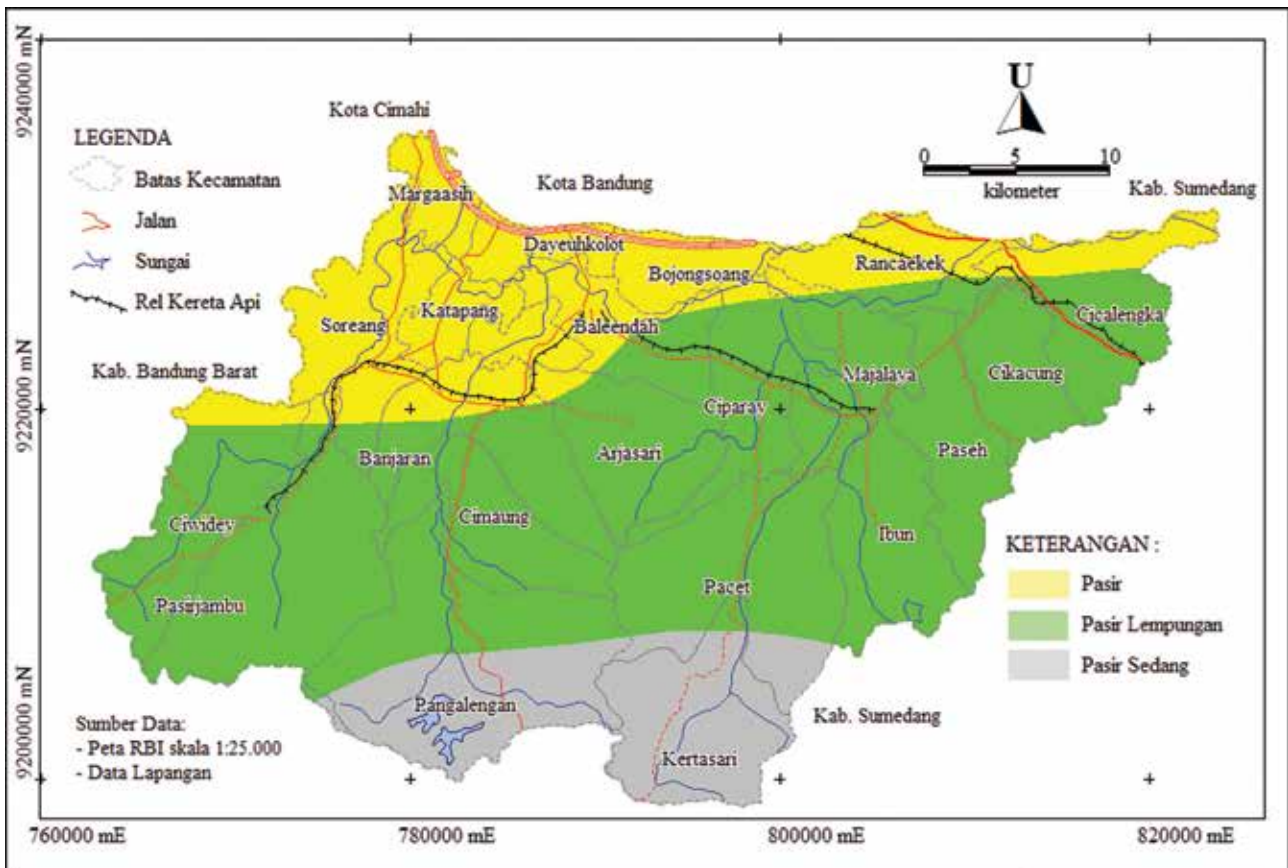 9240000 mN
9220000 mN
9200000 mN
760000 mE
780000 mE
800000 mE
820000 mE
LEGENDA
Batas Kecamatan
Jalan
Sungai
Rel Kereta Api
U
0 5 10
kilometer
Kota Cimahi
Kota Bandung
Kab. Sumedang
Kab. Bandung Barat
Margaasih
Dayeuhkolot
Bojongsoang
Rancaekek
Soreang
Katapang
Baleendah
Cicalengka
Majalaya
Cikacung
Ciparay
Banjaran
Arjasari
Paseh
Ciwidey
Cimaung
Ibun
Pasirjambu
Pacet
Pangalengan
Kertasari
Kab. Sumedang
KETERANGAN :
Pasir
Pasir Lempungan
Pasir Sedang
Sumber Data:
- Peta RBI skala 1:25.000
- Data Lapangan